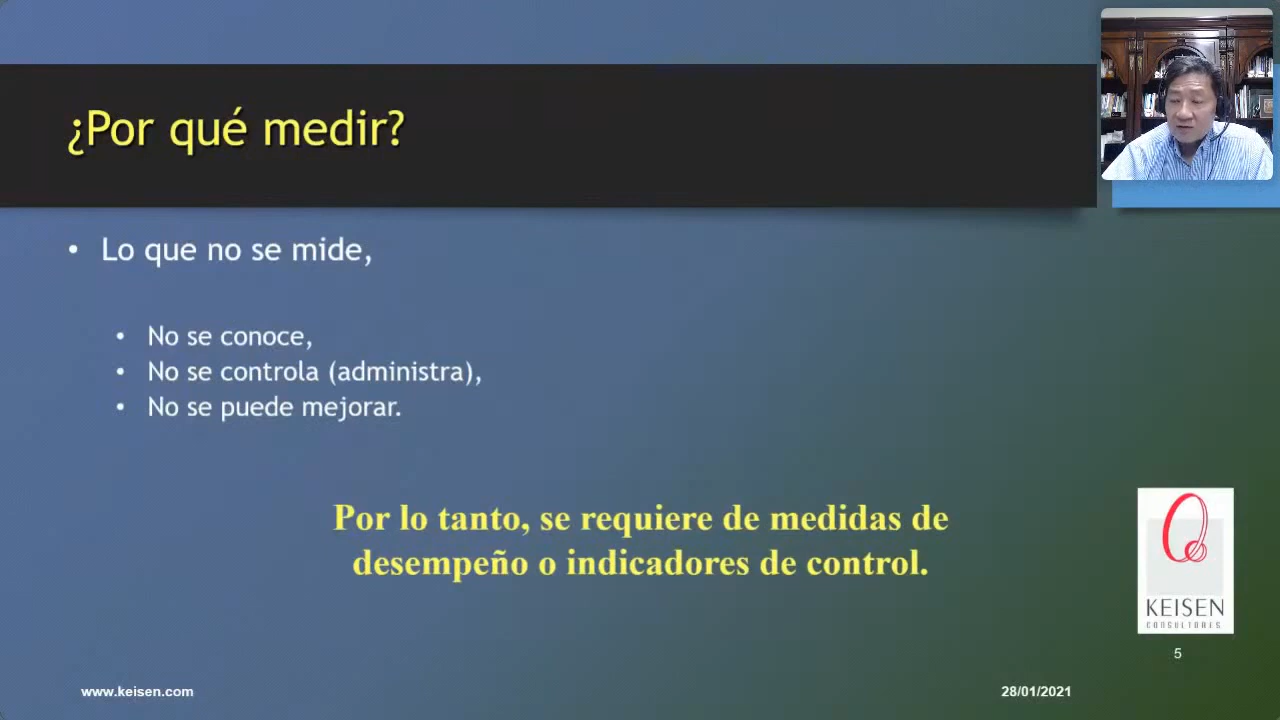 ¿Por qué medir?
• Lo que no se mide,
• No se conoce,
• No se controla (administra),
• No se puede mejorar.
Por lo tanto, se requiere de medidas de
desempeño o indicadores de control.
KEISEN
CONSULTORES
5
www.keisen.com
28/01/2021